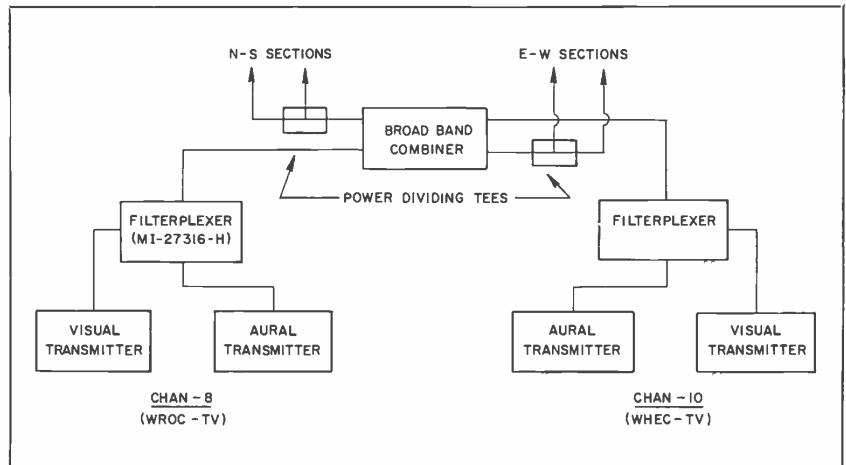 N-S SECTIONS
E-W SECTIONS
BROAD BAND
COMBINER
POWER DIVIDING TEES
FILTERPLEXER
(MI-27316-H)
FILTERPLEXER
VISUAL
TRANSMITTER
AURAL
TRANSMITTER
AURAL
TRANSMITTER
VISUAL
TRANSMITTER
CHAN-8
(WROC-TV)
CHAN-10
(WHEC-TV)